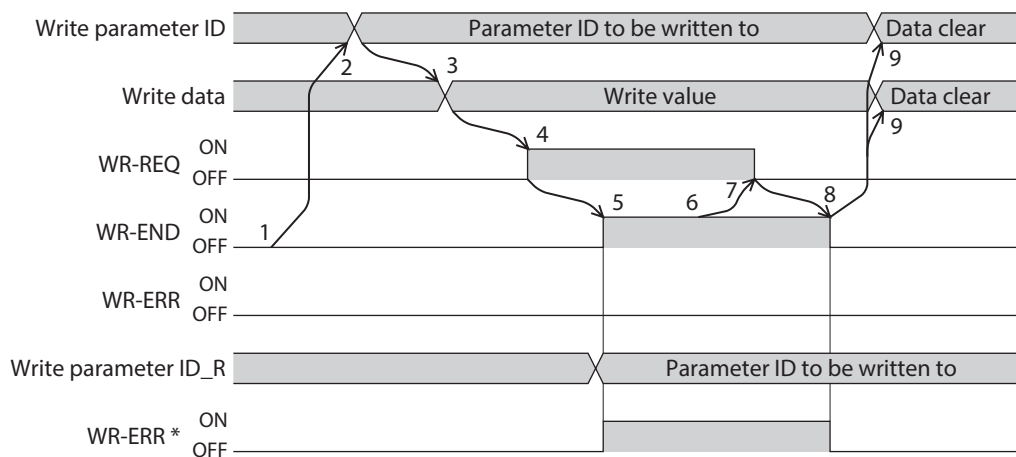 Write parameter ID
Parameter ID to be written to
Data clear
2
3
9
Write data
Write value
Data clear
9
4
WR-REQ
ON
OFF
5
6
7
8
WR-END
ON
OFF
1
WR-ERR
ON
OFF
Write parameter ID_R
Parameter ID to be written to
WR-ERR *
ON
OFF